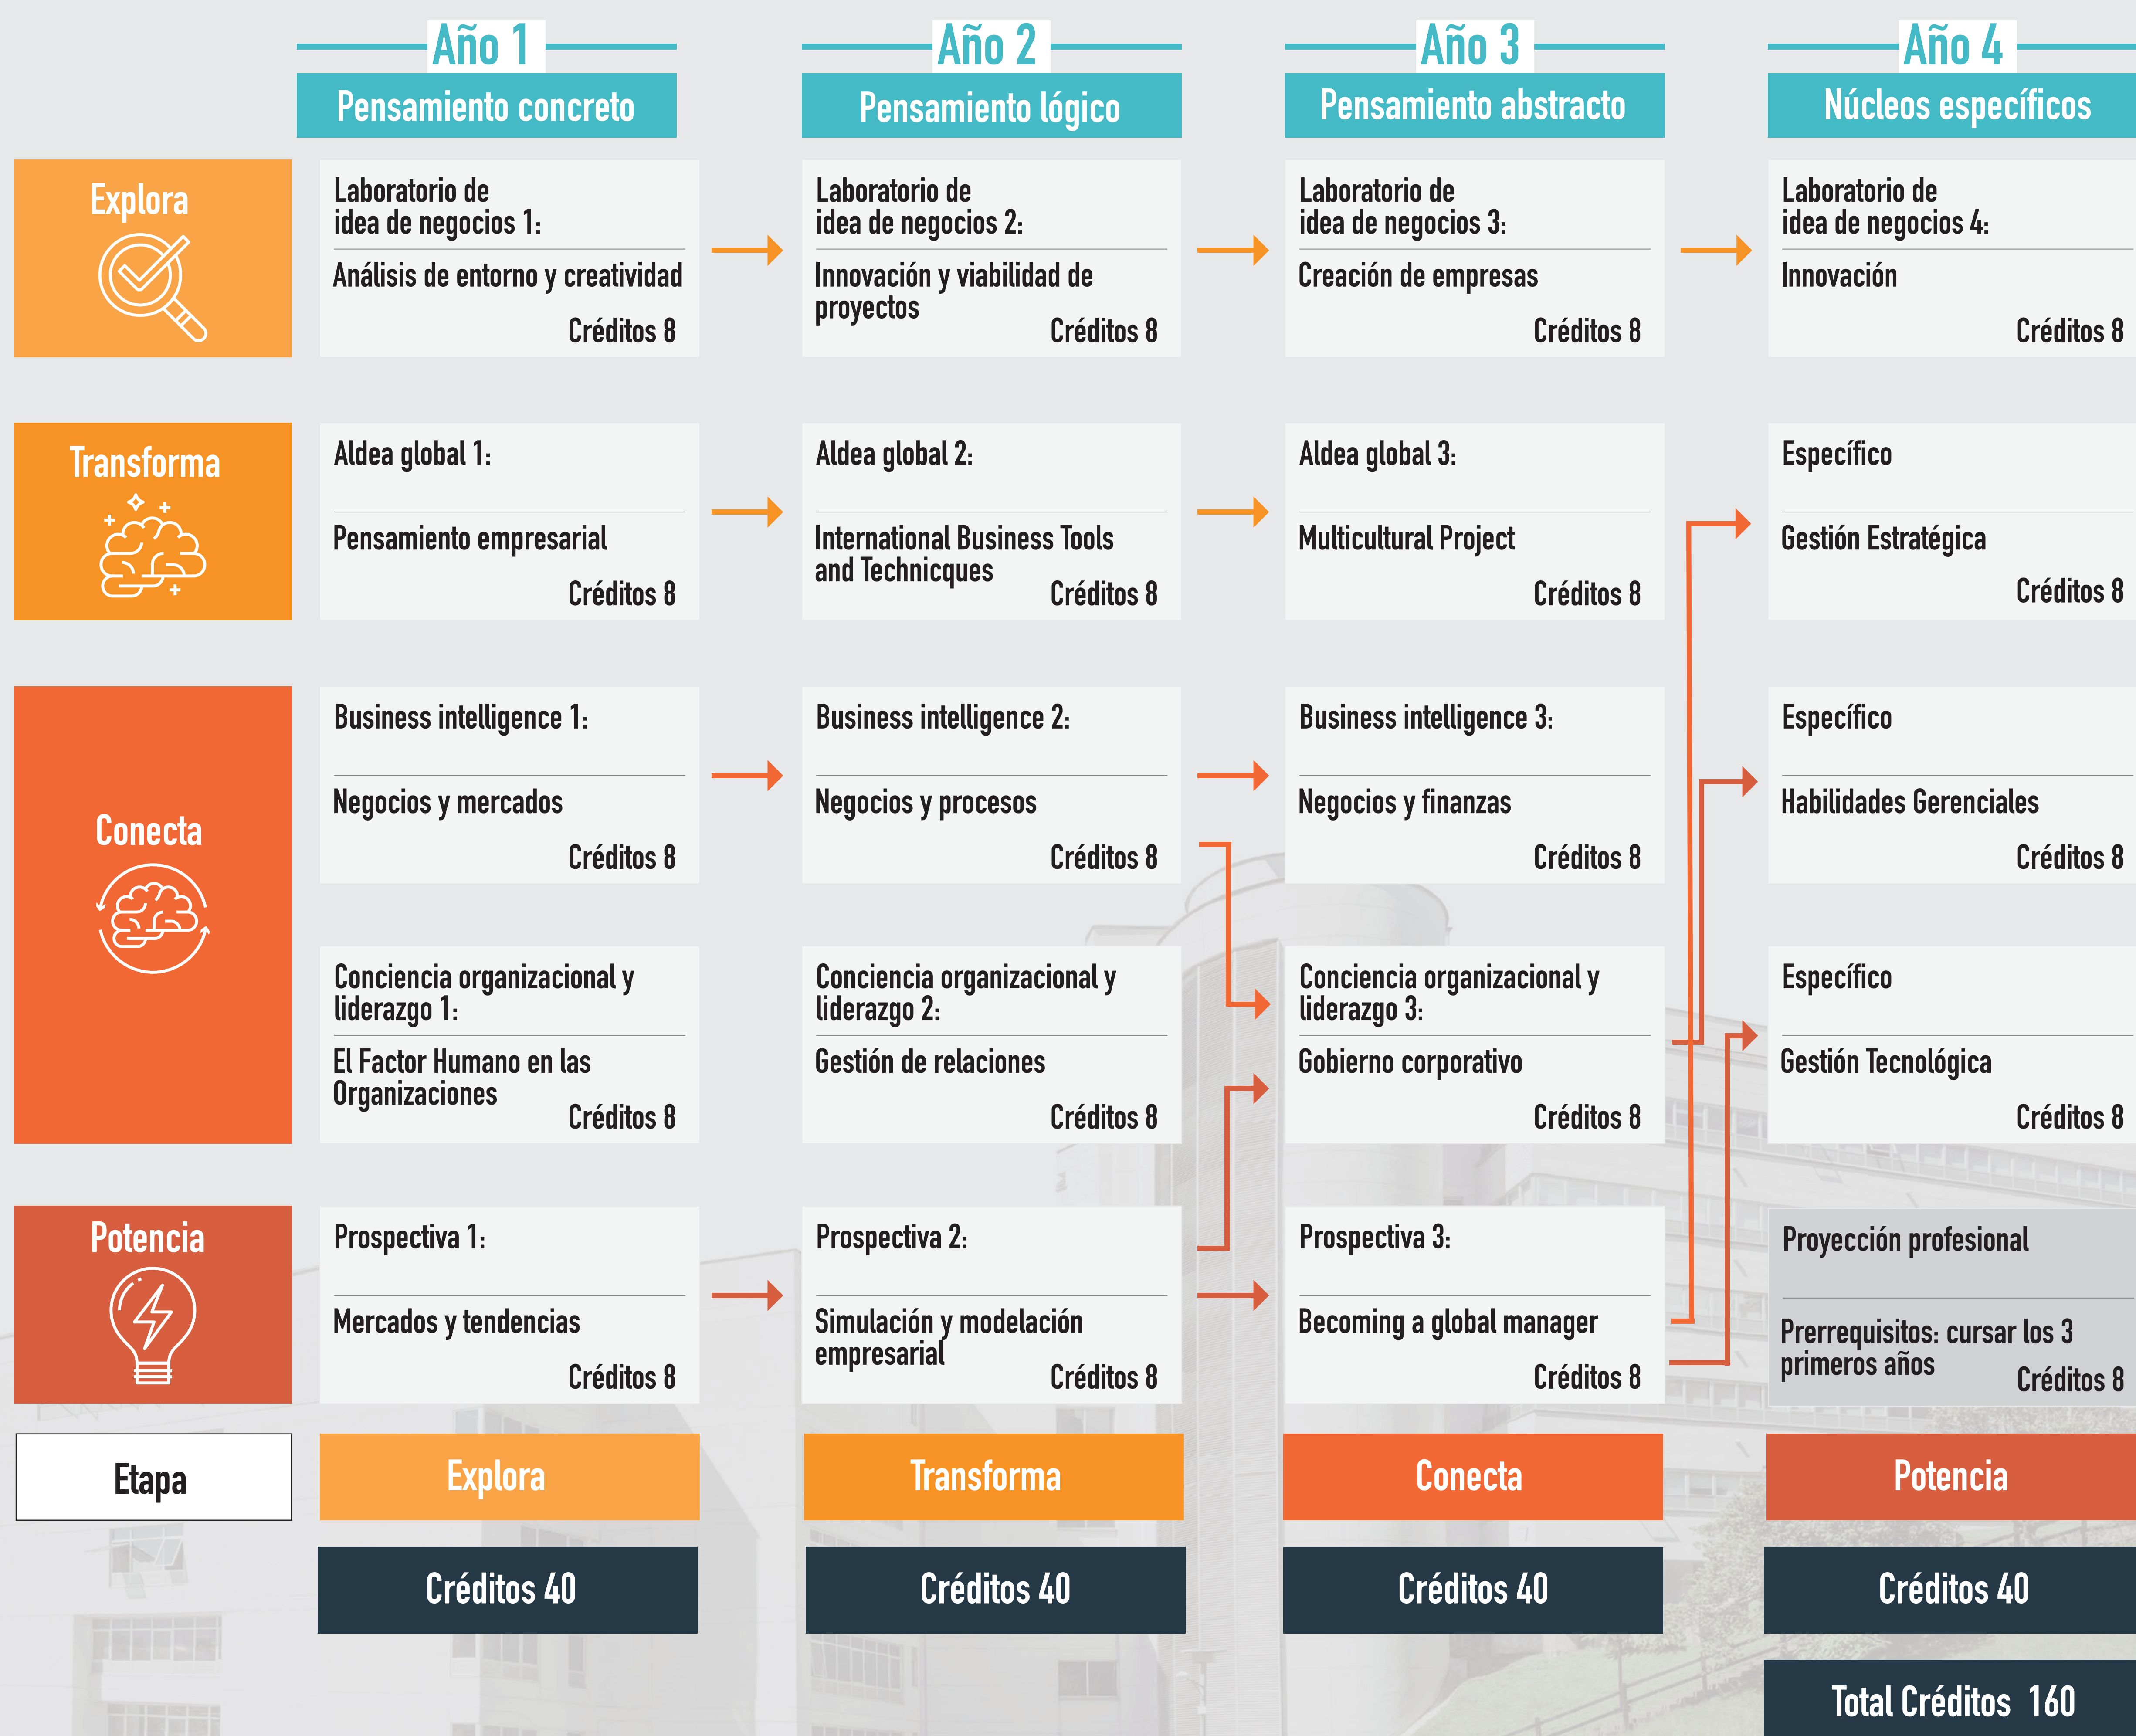 Año 1
Año 2
Año 3
Año 4
Pensamiento concreto
Pensamiento lógico
Pensamiento abstracto
Núcleos específicos
Explora
Laboratorio de
idea de negocios 1:
Análisis de entorno y creatividad
Créditos 8
Laboratorio de
idea de negocios 2:
Innovación y viabilidad de
proyectos
Créditos 8
Laboratorio de
idea de negocios 3:
Creación de empresas
Créditos 8
Laboratorio de
idea de negocios 4:
Innovación
Créditos 8
Transforma
Aldea global 1:
Pensamiento empresarial
Créditos 8
Aldea global 2:
International Business Tools
and Technicques
Créditos 8
Aldea global 3:
Multicultural Project
Créditos 8
Específico
Gestión Estratégica
Créditos 8
Conecta
Business intelligence 1:
Negocios y mercados
Créditos 8
Business intelligence 2:
Negocios y procesos
Créditos 8
Business intelligence 3:
Negocios y finanzas
Créditos 8
Específico
Habilidades Gerenciales
Créditos 8
Conciencia organizacional y
liderazgo 1:
El Factor Humano en las
Organizaciones
Créditos 8
Conciencia organizacional y
liderazgo 2:
Gestión de relaciones
Créditos 8
Conciencia organizacional y
liderazgo 3:
Gobierno corporativo
Créditos 8
Específico
Gestión Tecnológica
Créditos 8
Potencia
Prospectiva 1:
Mercados y tendencias
Créditos 8
Prospectiva 2:
Simulación y modelación
empresarial
Créditos 8
Prospectiva 3:
Becoming a global manager
Créditos 8
Proyección profesional
Prerrequisitos: cursar los 3
primeros años
Créditos 8
Etapa
Explora
Transforma
Conecta
Potencia
Créditos 40
Créditos 40
Créditos 40
Créditos 40
Total Créditos 160